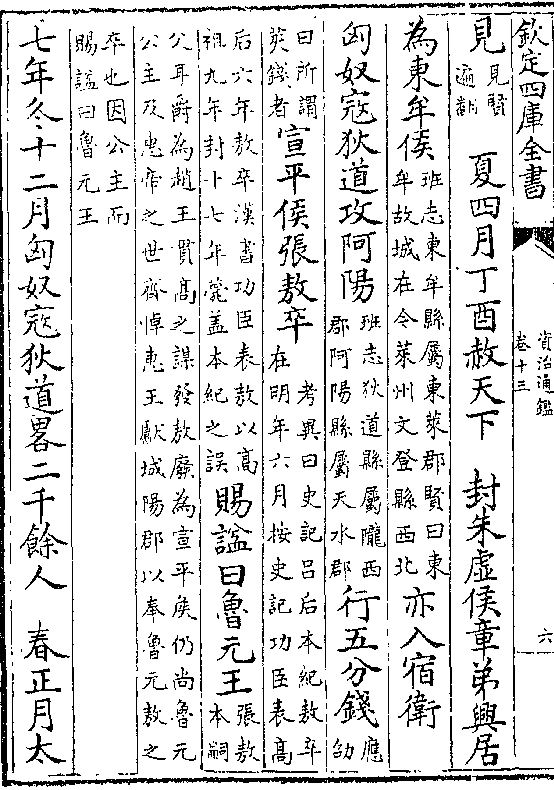 欽定四庫全書
資治通鑑
卷十三
六
見見賢遍翻 夏四月丁酉赦天下 封朱虛侯章弟興居
為東牟侯班志東牟縣屬東萊郡賢曰東牟故城在今萊州文登縣西北亦入宿衛
匈奴寇狄道攻阿陽班志狄道縣屬隴西郡阿陽縣屬天水郡行五分錢應劭
曰所謂莢錢者宣平侯張敖卒考異曰史記吕后本紀敖卒在明年六月按史記功臣表高
后六年敖卒漢書功臣表敖以高祖九年封十七年薨盖本紀之誤賜諡曰魯元王張敖本嗣
父耳爵為趙王貫高之謀發敖廢為宣平侯仍尚魯元公主及惠帝之世齊悼惠王獻城陽郡以奉魯元敖之
卒也因公主而賜諡曰魯元王
七年冬十二月匈奴寇狄道畧二千餘人 春正月太